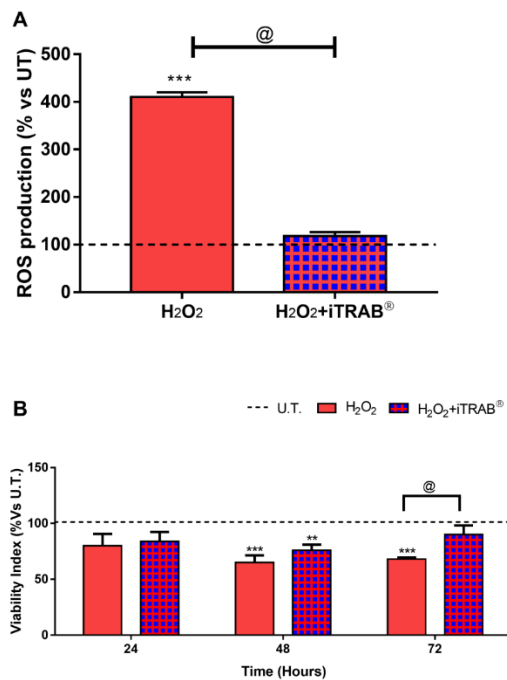 A
@
***
ROS production (% vs UT)
500
400
300
200
100
0
H2O2
H2O2+iTRAB®
B
U.T.
H2O2
H2O2+iTRAB®
Viability Index (%Vs U.T.)
150
100
50
0
***
**
***
@
24
48
72
Time (Hours)